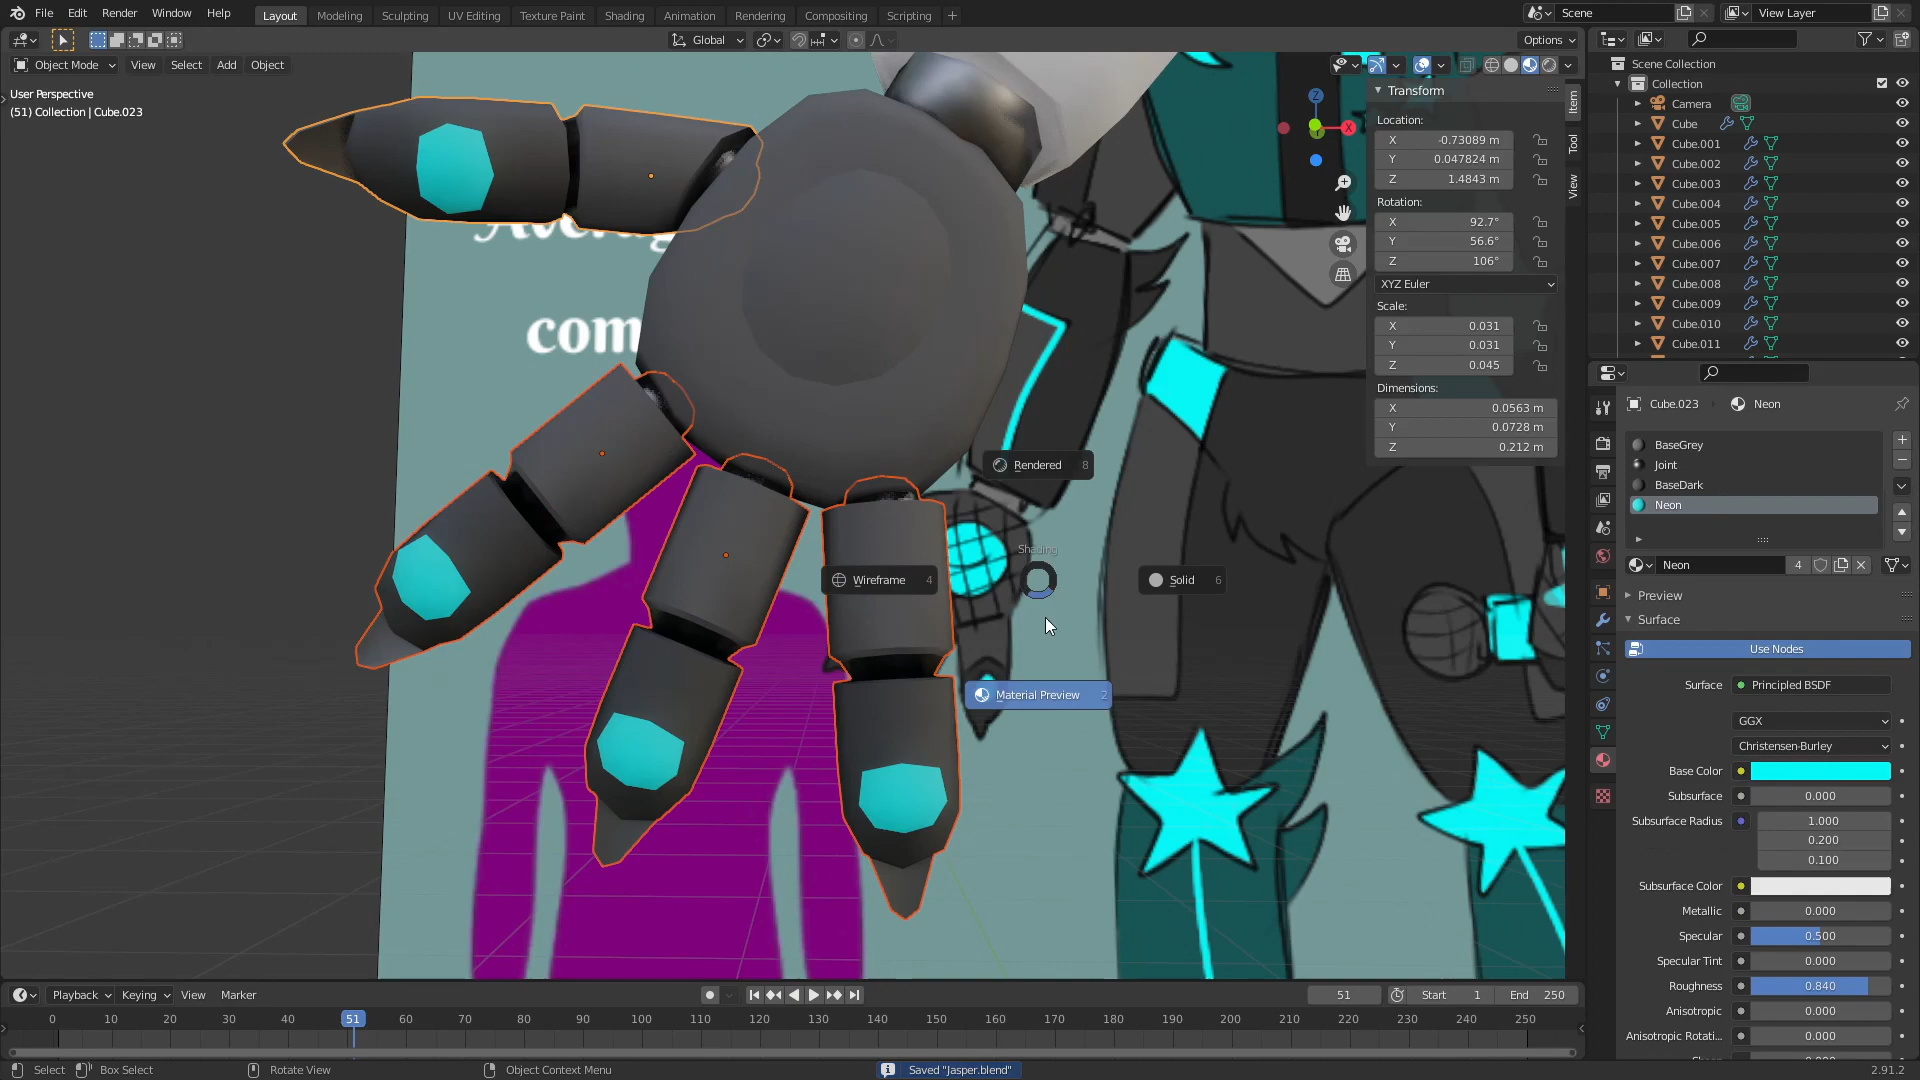 File Edit Render Window Help Layout Modeling Sculpting UV Editing Texture Paint Shading Animation Rendering Compositing Scripting + Scene View Layer
Global Options
Object Mode View Select Add Object
User Perspective
(51) Collection | Cube.023
com
Rendered 8
Shading
Wireframe 4
Solid 6
Material Preview 2
Transform
Location:
X -0.73089 m
Y 0.047824 m
Z 1.4843 m
Rotation:
X 92.7°
Y 56.6°
Z 106°
XYZ Euler
Scale:
X 0.031
Y 0.031
Z 0.045
Dimensions:
X 0.0563 m
Y 0.0728 m
Z 0.212 m
Item
Tool
View
X
Z
Scene Collection
Collection
Camera
Cube
Cube.001
Cube.002
Cube.003
Cube.004
Cube.005
Cube.006
Cube.007
Cube.008
Cube.009
Cube.010
Cube.011
Cube.023 Neon
BaseGrey
Joint
BaseDark
Neon
Neon 4
Preview
Surface
Use Nodes
Surface Principled BSDF
GGX
Christensen-Burley
Base Color
Subsurface 0.000
Subsurface Radius 1.000
0.200
0.100
Subsurface Color
Metallic 0.000
Specular 0.500
Specular Tint 0.000
Roughness 0.840
Anisotropic 0.000
Anisotropic Rotati... 0.000
Playback Keying View Marker 51 Start 1 End 250
0 10 20 30 40 51 60 70 80 90 100 110 120 130 140 150 160 170 180 190 200 210 220 230 240 250
Select Box Select Rotate View Object Context Menu Saved "Jasper.blend" 2.91.2